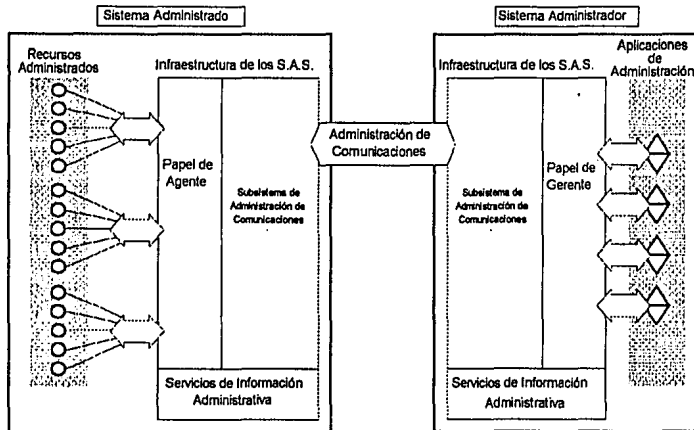 Sistema Administrado
Sistema Administrador
Recursos
Administrados
Infraestructura de los S.A.S.
Papel de
Agente
Subsistema de
Administración de
Comunicaciones
Servicios de Información
Administrativa
Administración de
Comunicaciones
Infraestructura de los S.A.S.
Aplicaciones
de
Administración
Subsistema de
Administración de
Comunicaciones
Papel de
Gerente
Servicios de Información
Administrativa